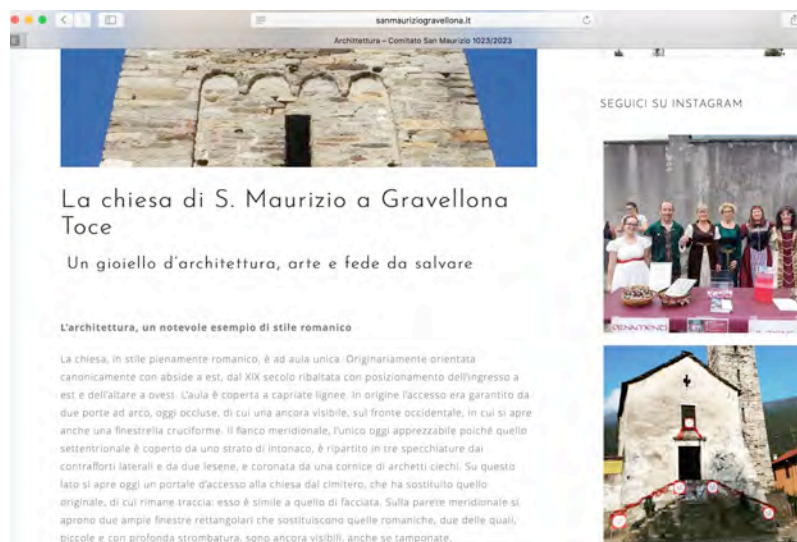 sanmauriziogravellona.it
Architettura – Comitato San Maurizio 1023/2023
SEGUICI SU INSTAGRAM
La chiesa di S. Maurizio a Gravellona
Toce
Un gioiello d'architettura, arte e fede da salvare
L'architettura, un notevole esempio di stile romanico
La chiesa, in stile pienamente romanico, è ad aula unica. Originariamente orientata
canonicamente con abside a est, dal XIX secolo ribaltata con posizionamento dell'ingresso a
est e dell'altare a ovest. L'aula è coperta a capriate lignee. In origine l'accesso era garantito da
due porte ad arco, oggi occluse, di cui una ancora visibile, sul fronte occidentale, in cui si apre
anche una finestrella cruciforme. Il fianco meridionale, l'unico oggi apprezzabile poiché quello
settentrionale è coperto da uno strato di intonaco, è ripartito in tre specchiature dai
contrafforti laterali e da due lesene, e coronata da una cornice di archetti ciechi. Su questo
lato si apre oggi un portale d'accesso alla chiesa dal cimitero, che ha sostituito quello
originale, di cui rimane traccia: esso è simile a quello di facciata. Sulla parete meridionale si
aprono due ampie finestre rettangolari che sostituiscono quelle romaniche, due delle quali,
piccole e con profonda strombatura, sono ancora visibili, anche se tamponate.